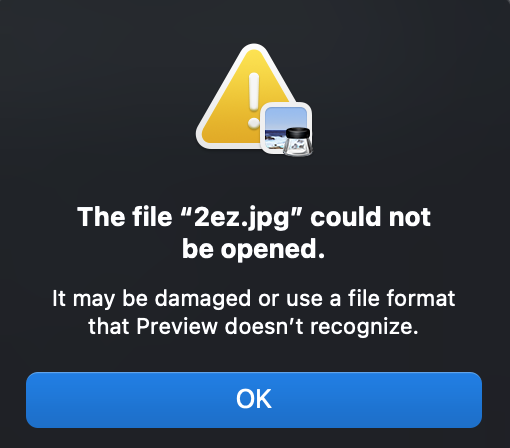 The file “2ez.jpg” could not
be opened.
It may be damaged or use a file format
that Preview doesn’t recognize.
OK